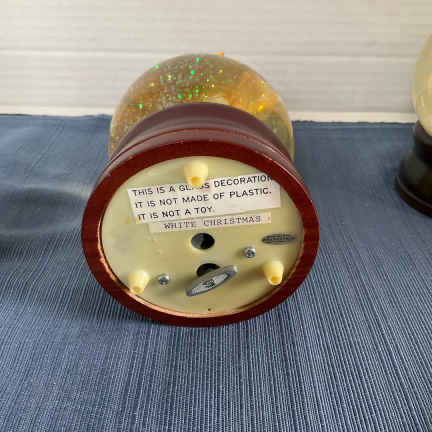 THIS IS A GLASS DECORATION
IT IS NOT MADE OF PLASTIC.
IT IS NOT A TOY.
WHITE CHRISTMAS